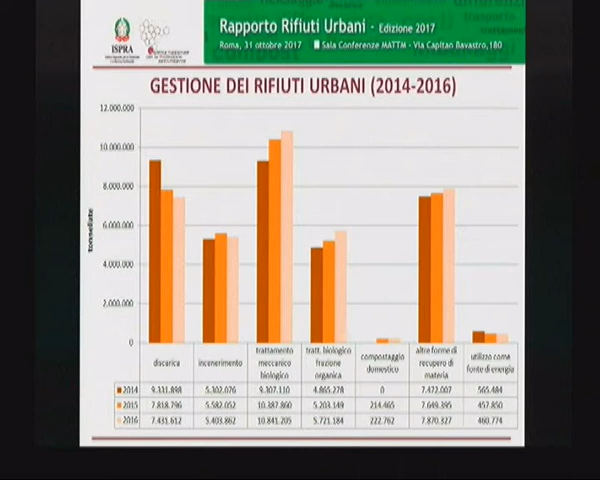 Rapporto Rifiuti Urbani - Edizione 2017
Roma, 31 ottobre 2017 Sala Conferenze MATTM - Via Capitan Bavastro, 180
ISPRA
GESTIONE DEI RIFIUTI URBANI (2014-2016)
tonnellate
12.000.000
10.000.000
8.000.000
6.000.000
4.000.000
2.000.000
0
discarica incenerimento trattamento meccanico biologico tratt. biologico frazione organica compostaggio domestico altre forme di recupero di materia utilizzo come fonte di energia
2014 9.331.898 5.302.076 9.307.110 4.865.278 0 7.472.007 565.484
2015 7.818.796 5.582.052 10.387.860 5.203.149 214.465 7.649.395 457.850
2016 7.431.612 5.403.862 10.841.205 5.721.184 222.762 7.870.327 460.774